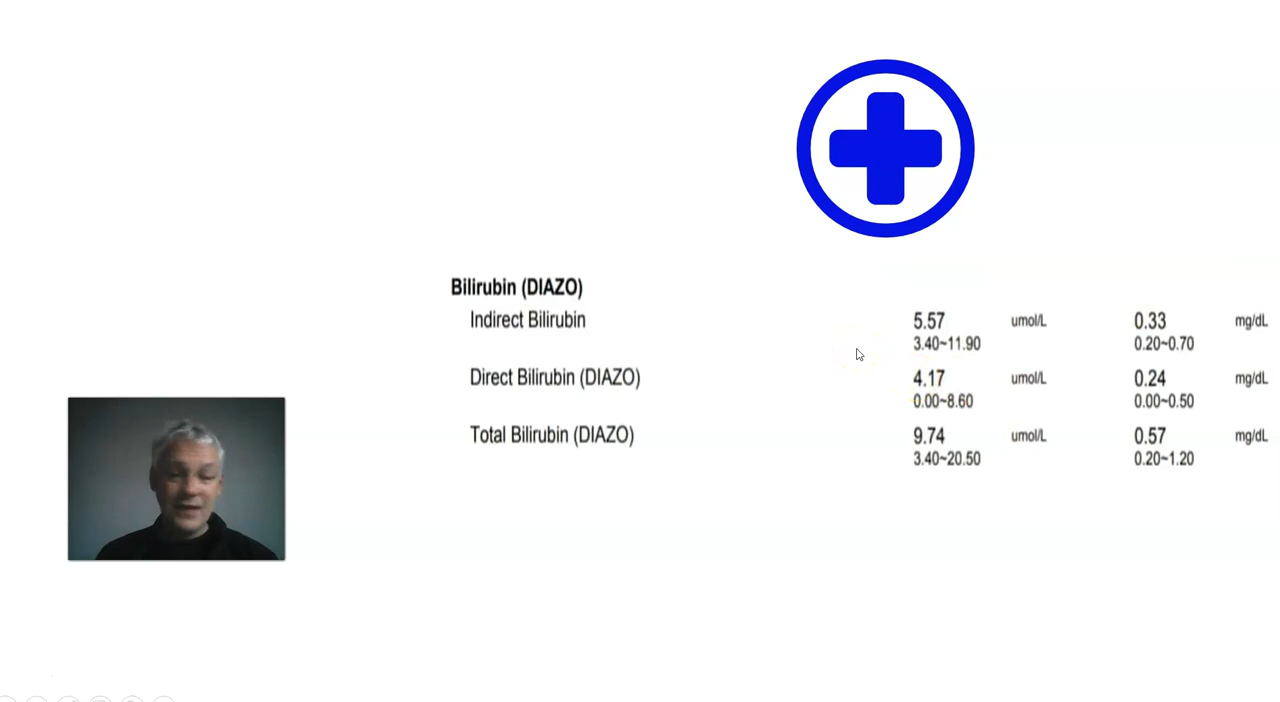 Bilirubin (DIAZO)
Indirect Bilirubin 5.57 umol/L 0.33 mg/dL
3.40~11.90 0.20~0.70
Direct Bilirubin (DIAZO) 4.17 umol/L 0.24 mg/dL
0.00~8.60 0.00~0.50
Total Bilirubin (DIAZO) 9.74 umol/L 0.57 mg/dL
3.40~20.50 0.20~1.20